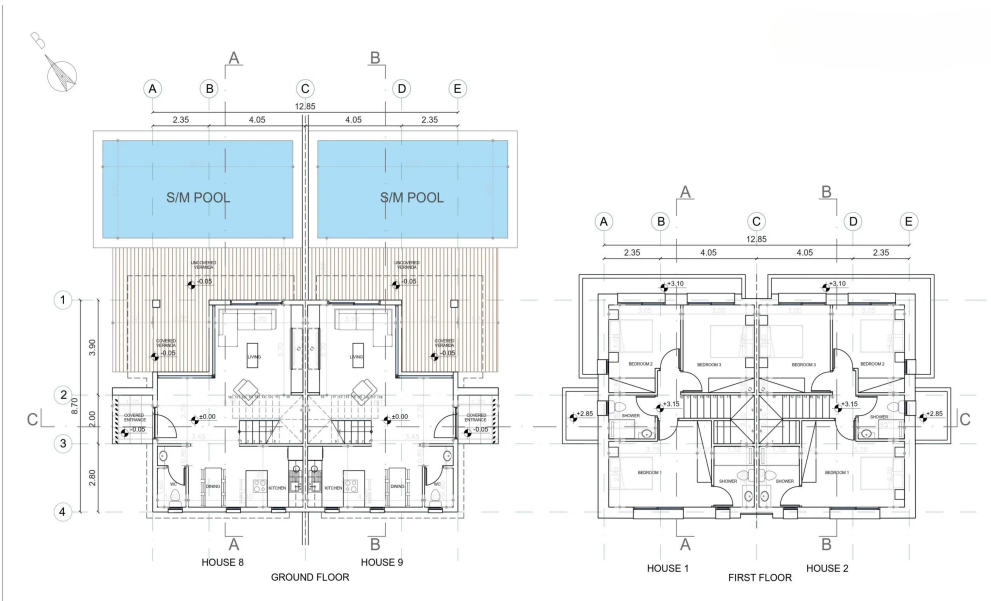 B
A
B
A
B
C
D
E
12.85
2.35
4.05
4.05
2.35
S/M POOL
S/M POOL
UNCOVERED
VERANDA
-0.05
UNCOVERED
VERANDA
-0.05
1
3.90
COVERED
VERANDA
-0.05
LIVING
LIVING
COVERED
VERANDA
-0.05
2
8.70
2.00
C
COVERED
ENTRANCE
-0.05
±0.00
±0.00
COVERED
ENTRANCE
-0.05
3
2.80
WC
DINING
KITCHEN
KITCHEN
DINING
WC
4
A
B
HOUSE 8
HOUSE 9
GROUND FLOOR
A
B
A
B
C
D
E
12.85
2.35
4.05
4.05
2.35
+3.10
+3.10
BEDROOM 2
BEDROOM 3
BEDROOM 3
BEDROOM 2
+2.85
SHOWER
+3.15
+3.15
SHOWER
+2.85
C
BEDROOM 1
SHOWER
SHOWER
BEDROOM 1
A
B
HOUSE 1
HOUSE 2
FIRST FLOOR